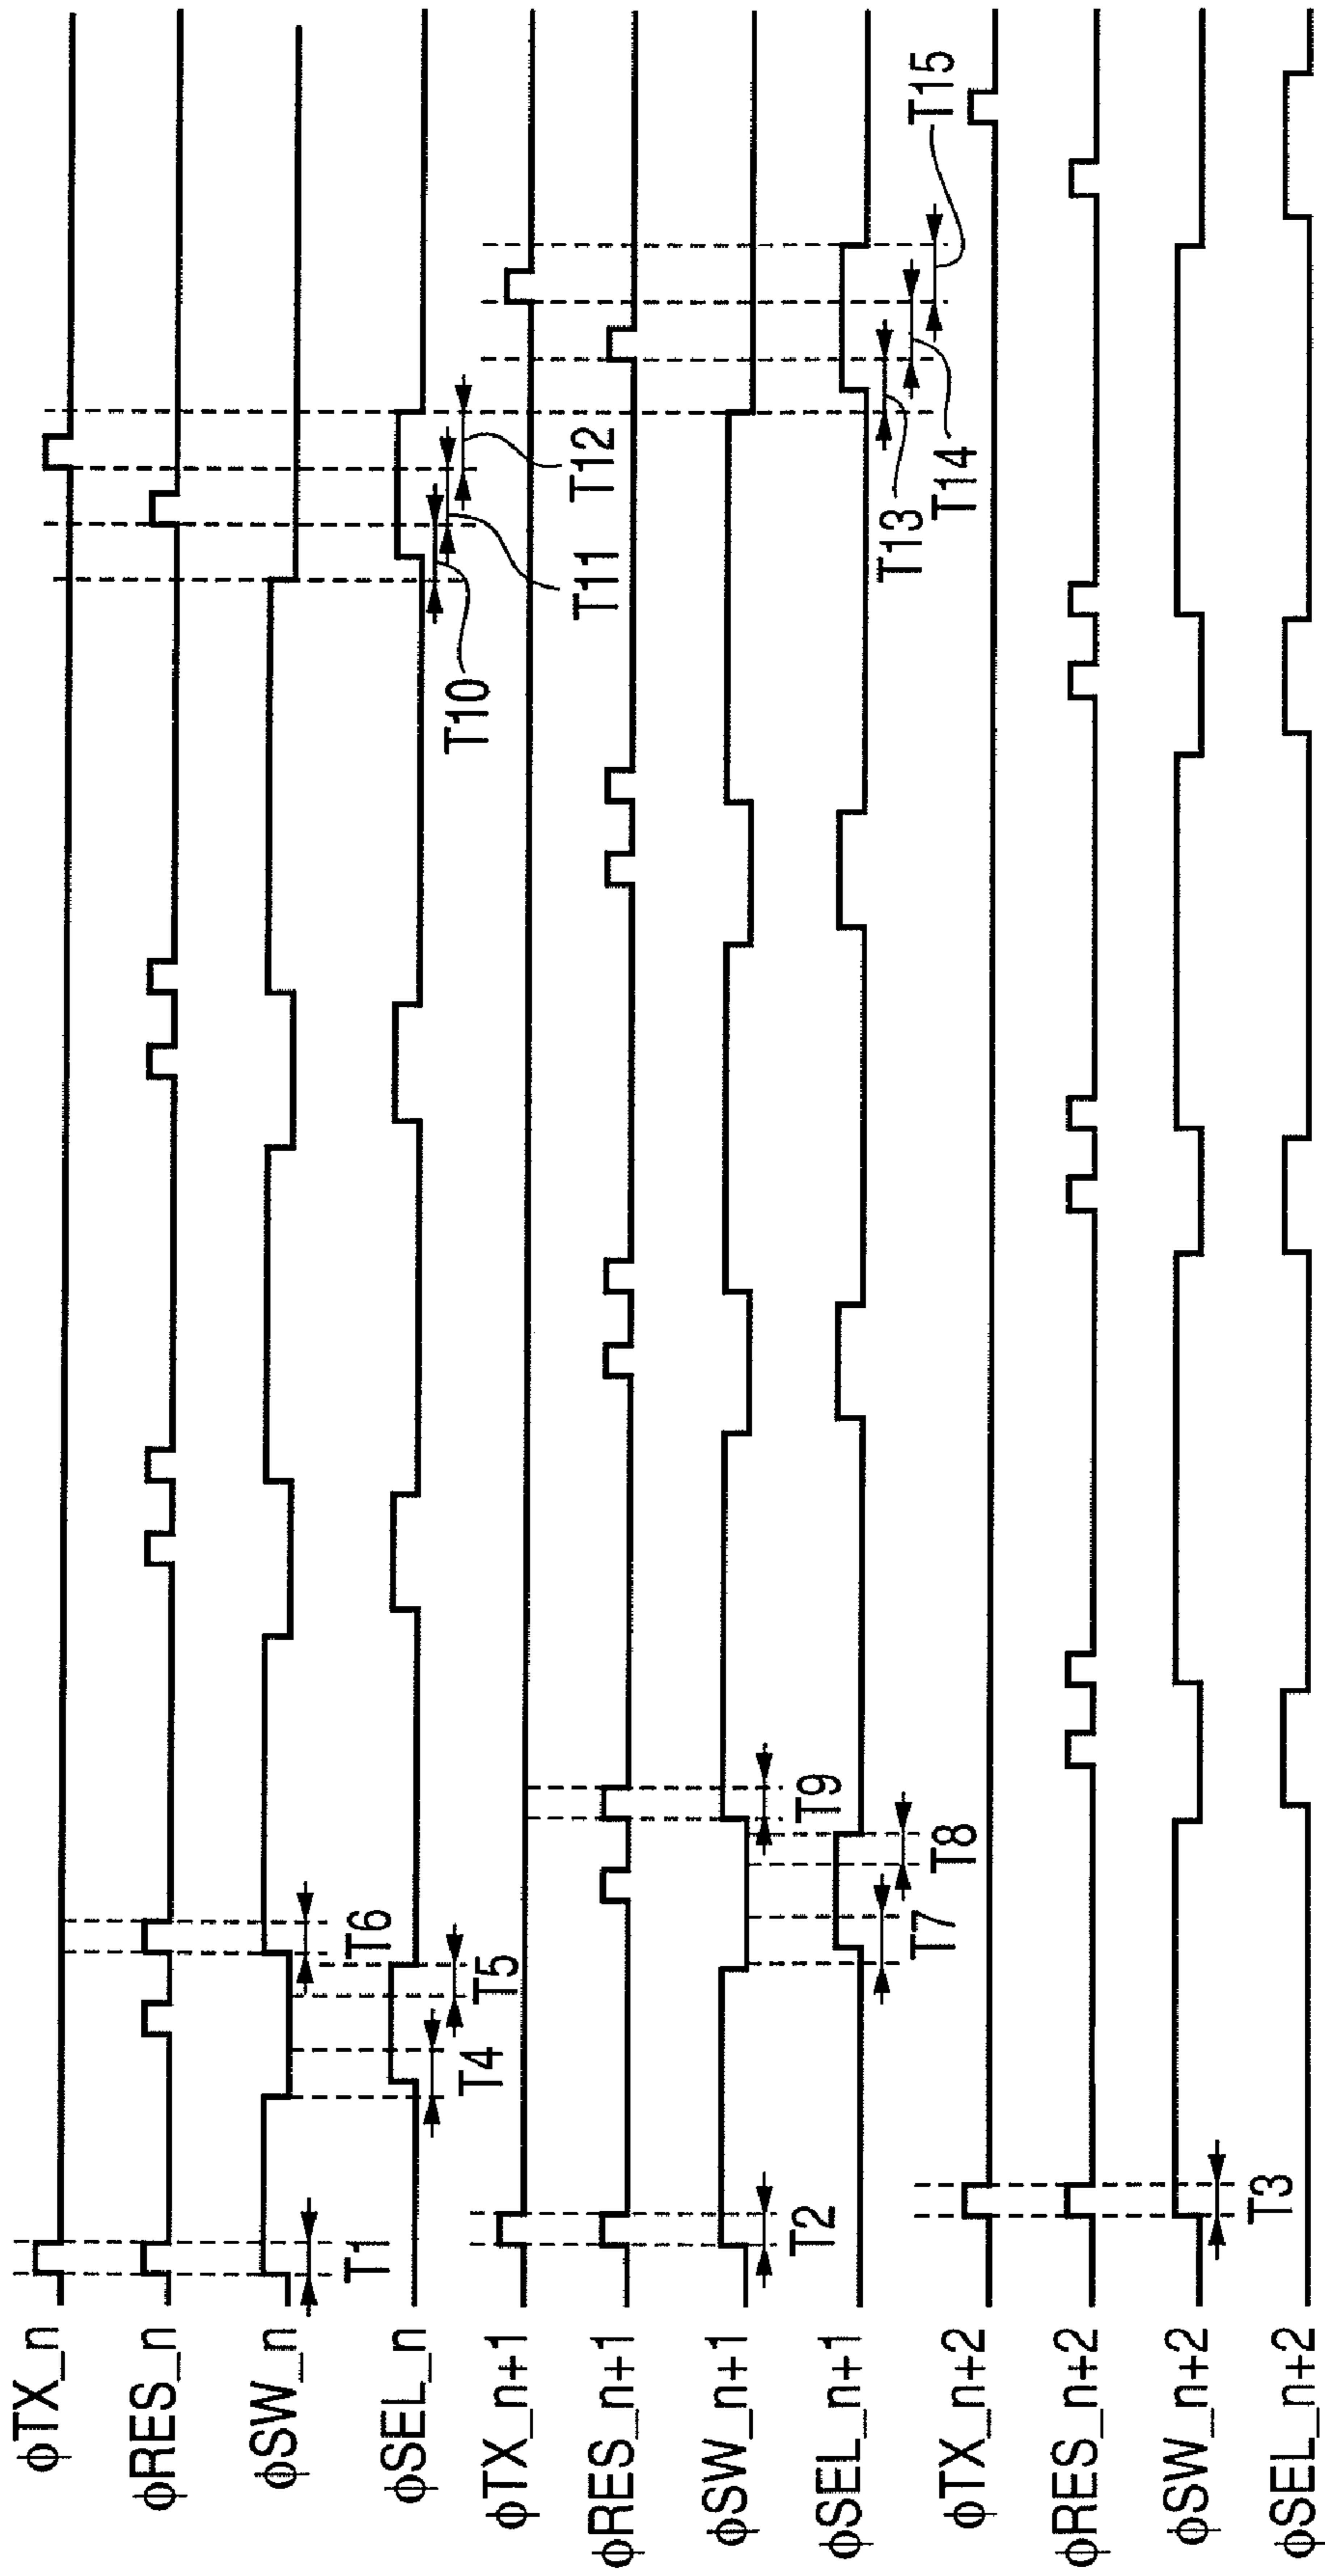 ϕTX_n
ϕRES_n
ϕSW_n
ϕSEL_n
ϕTX_n+1
ϕRES_n+1
ϕSW_n+1
ϕSEL_n+1
ϕTX_n+2
ϕRES_n+2
ϕSW_n+2
ϕSEL_n+2
T1
T2
T3
T4
T5
T6
T7
T8
T9
T10
T11
T12
T13
T14
T15